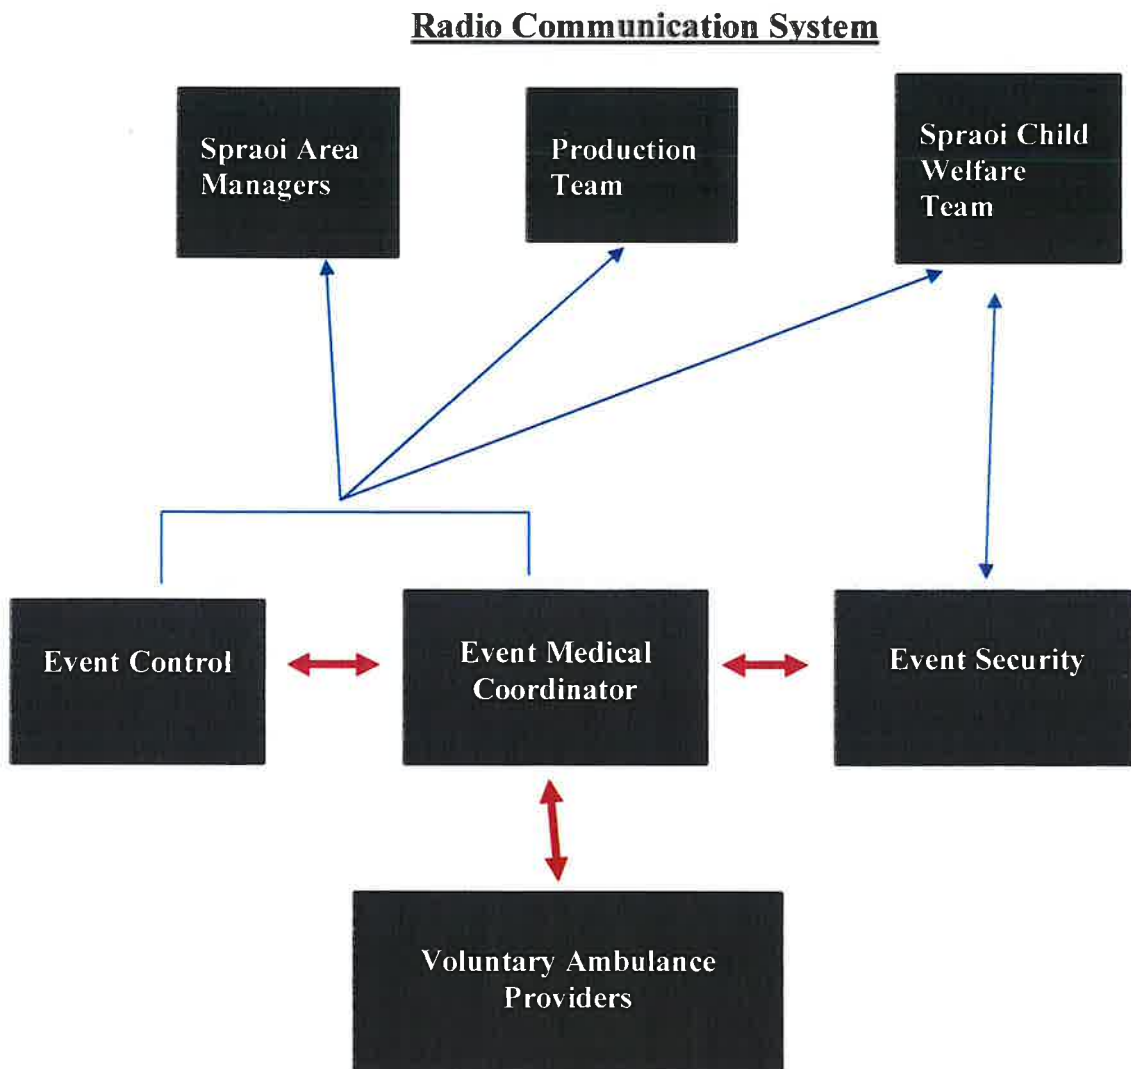 Radio Communication System
Spraoi Area
Managers
Production
Team
Spraoi Child
Welfare
Team
Event Control
Event Medical
Coordinator
Event Security
Voluntary Ambulance
Providers